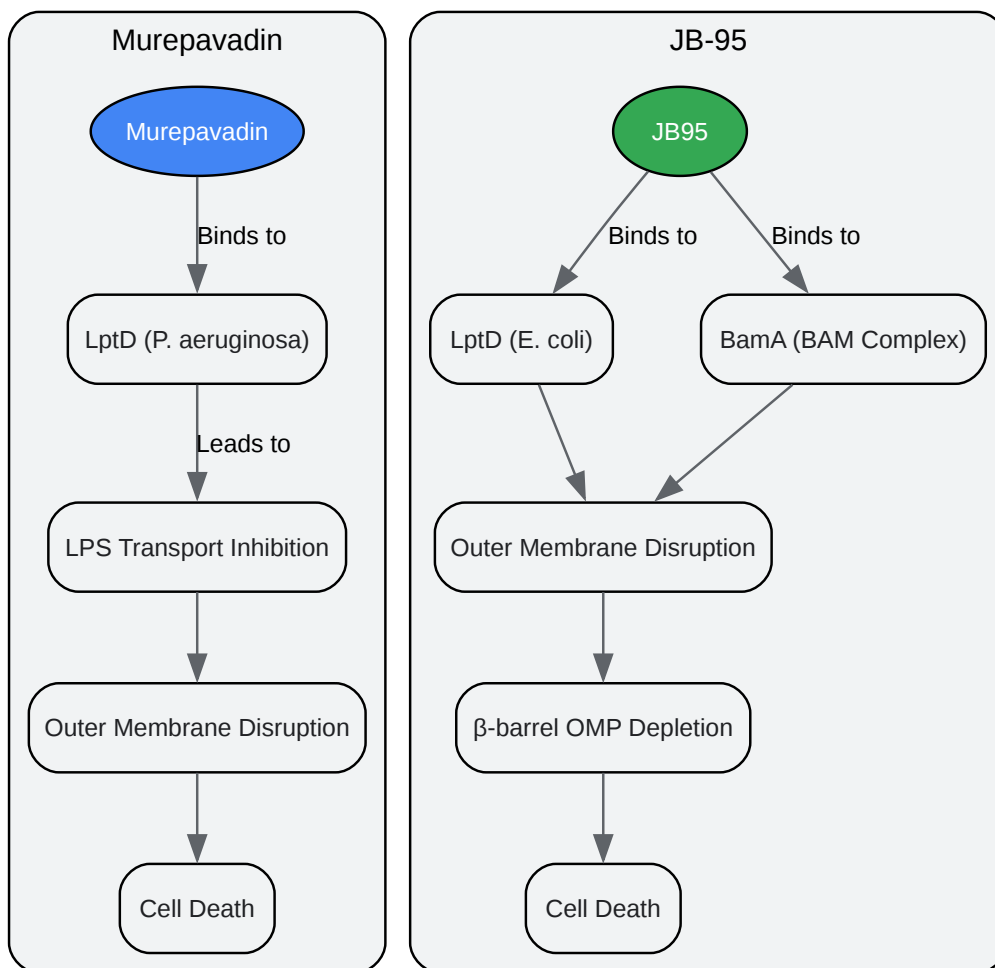 Murepavadin
Murepavadin
Binds to
LptD (P. aeruginosa)
Leads to
LPS Transport Inhibition
Outer Membrane Disruption
Cell Death
JB-95
JB95
Binds to
Binds to
LptD (E. coli)
BamA (BAM Complex)
Outer Membrane Disruption
β-barrel OMP Depletion
Cell Death